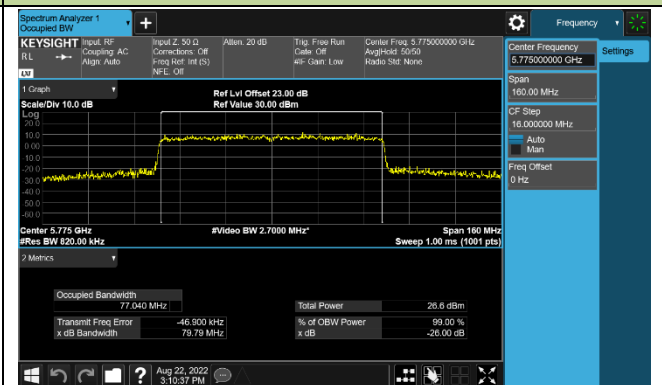 Spectrum Analyzer 1
Occupied BW
Frequency
KEYSIGHT
RL
LXI
Input: RF
Coupling: AC
Align: Auto
Input Z: 50 Ω
Corrections: Off
Freq Ref: Int (S)
NFE: Off
Atten: 20 dB
Trig: Free Run
Gate: Off
#IF Gain: Low
Center Freq: 5.775000000 GHz
Avg|Hold: 50/50
Radio Std: None
Center Frequency
5.775000000 GHz
Settings
Span
160.00 MHz
CF Step
16.000000 MHz
Auto
Man
Freq Offset
0 Hz
1 Graph
Scale/Div 10.0 dB
Ref Lvl Offset 23.00 dB
Ref Value 30.00 dBm
Log
20.0
10.0
0.00
-10.0
-20.0
-30.0
-40.0
-50.0
-60.0
Center 5.775 GHz
#Res BW 820.00 kHz
#Video BW 2.7000 MHz*
Span 160 MHz
Sweep 1.00 ms (1001 pts)
2 Metrics
Occupied Bandwidth
77.040 MHz
Total Power 26.6 dBm
Transmit Freq Error -46.900 kHz
% of OBW Power 99.00 %
x dB Bandwidth 79.79 MHz
x dB -26.00 dB
?
Aug 22, 2022
3:10:37 PM